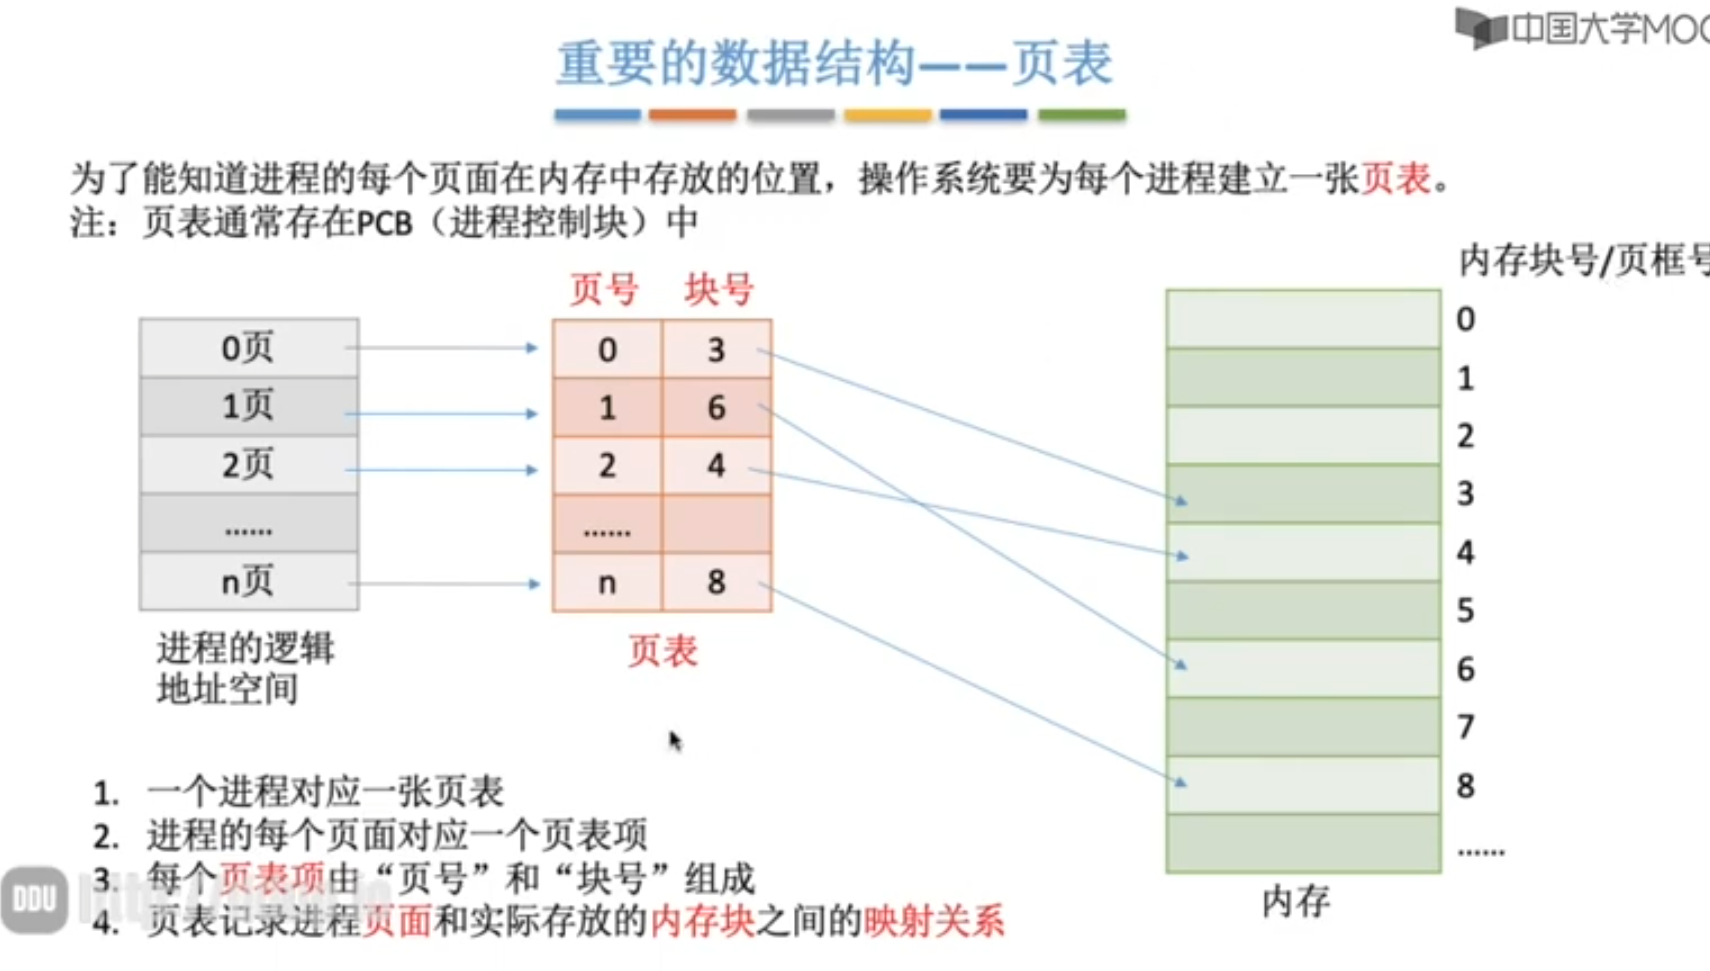 中国大学MOO
重要的数据结构——页表
为了能知道进程的每个页面在内存中存放的位置，操作系统要为每个进程建立一张页表。
注：页表通常存在PCB（进程控制块）中
内存块号/页框号
页号 块号
0页 0 3
1页 1 6
2页 2 4
...... ......
n页 n 8
0
1
2
3
4
5
6
7
8
......
进程的逻辑
地址空间
页表
内存
1. 一个进程对应一张页表
2. 进程的每个页面对应一个页表项
3. 每个页表项由“页号”和“块号”组成
4. 页表记录进程页面和实际存放的内存块之间的映射关系
DDU